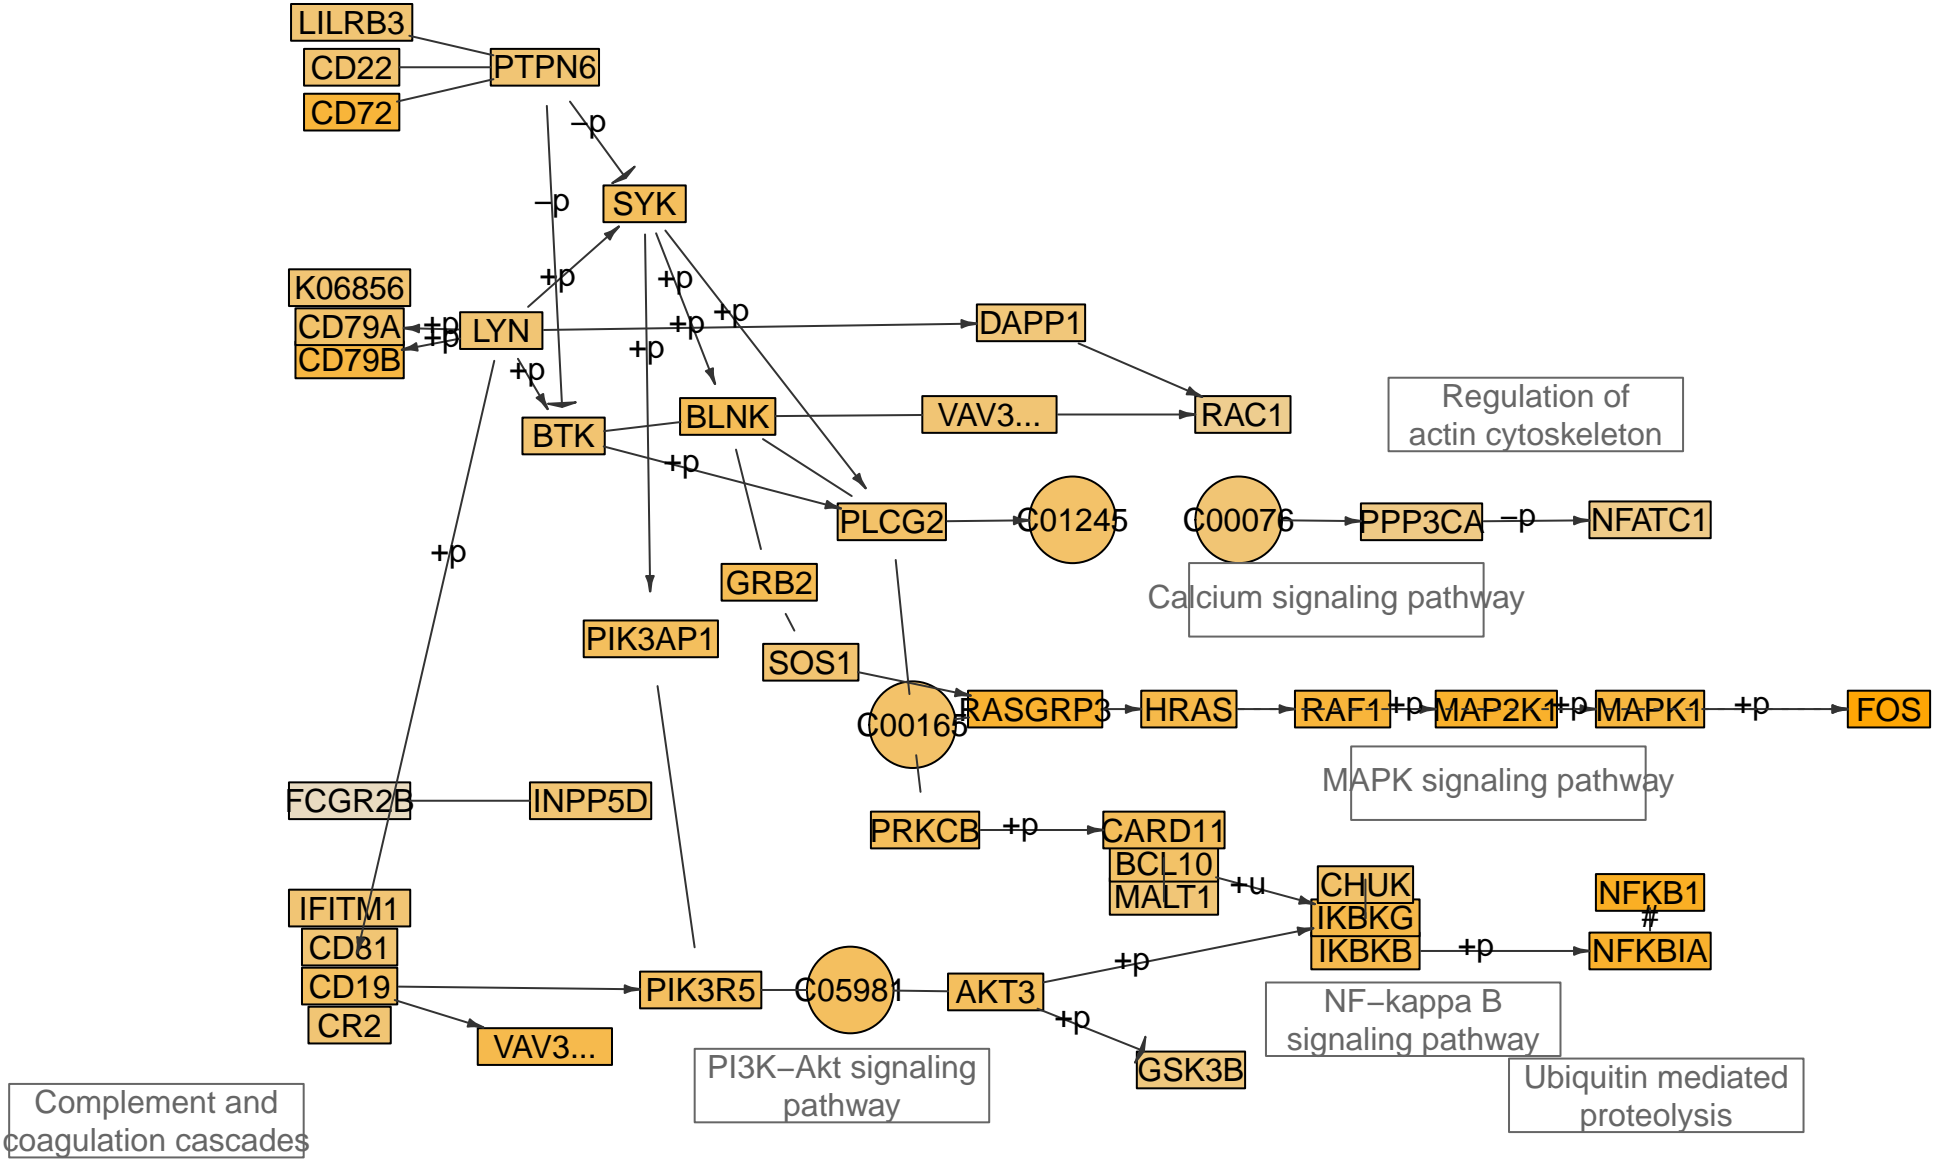 LILRB3
CD22
PTPN6
CD72
–p
SYK
–p
+p
+p
K06856
+p
CD79A
+p
LYN
+p
DAPP1
+p
CD79B
+p
+p
BTK
BLNK
VAV3...
RAC1
Regulation of
actin cytoskeleton
+p
PLCG2
C01245
C00076
PPP3CA
–p
NFATC1
+p
GRB2
Calcium signaling pathway
PIK3AP1
SOS1
C00165
RASGRP3
HRAS
RAF1
+p
MAP2K1
+p
MAPK1
+p
FOS
MAPK signaling pathway
FCGR2B
INPP5D
PRKCB
+p
CARD11
BCL10
MALT1
+u
CHUK
IKBKG
IKBKB
+p
NFKB1
#
NFKBIA
IFITM1
CD81
CD19
CR2
PIK3R5
C05981
AKT3
+p
+p
VAV3...
GSK3B
NF–kappa B
signaling pathway
PI3K–Akt signaling
pathway
Ubiquitin mediated
proteolysis
Complement and
coagulation cascades